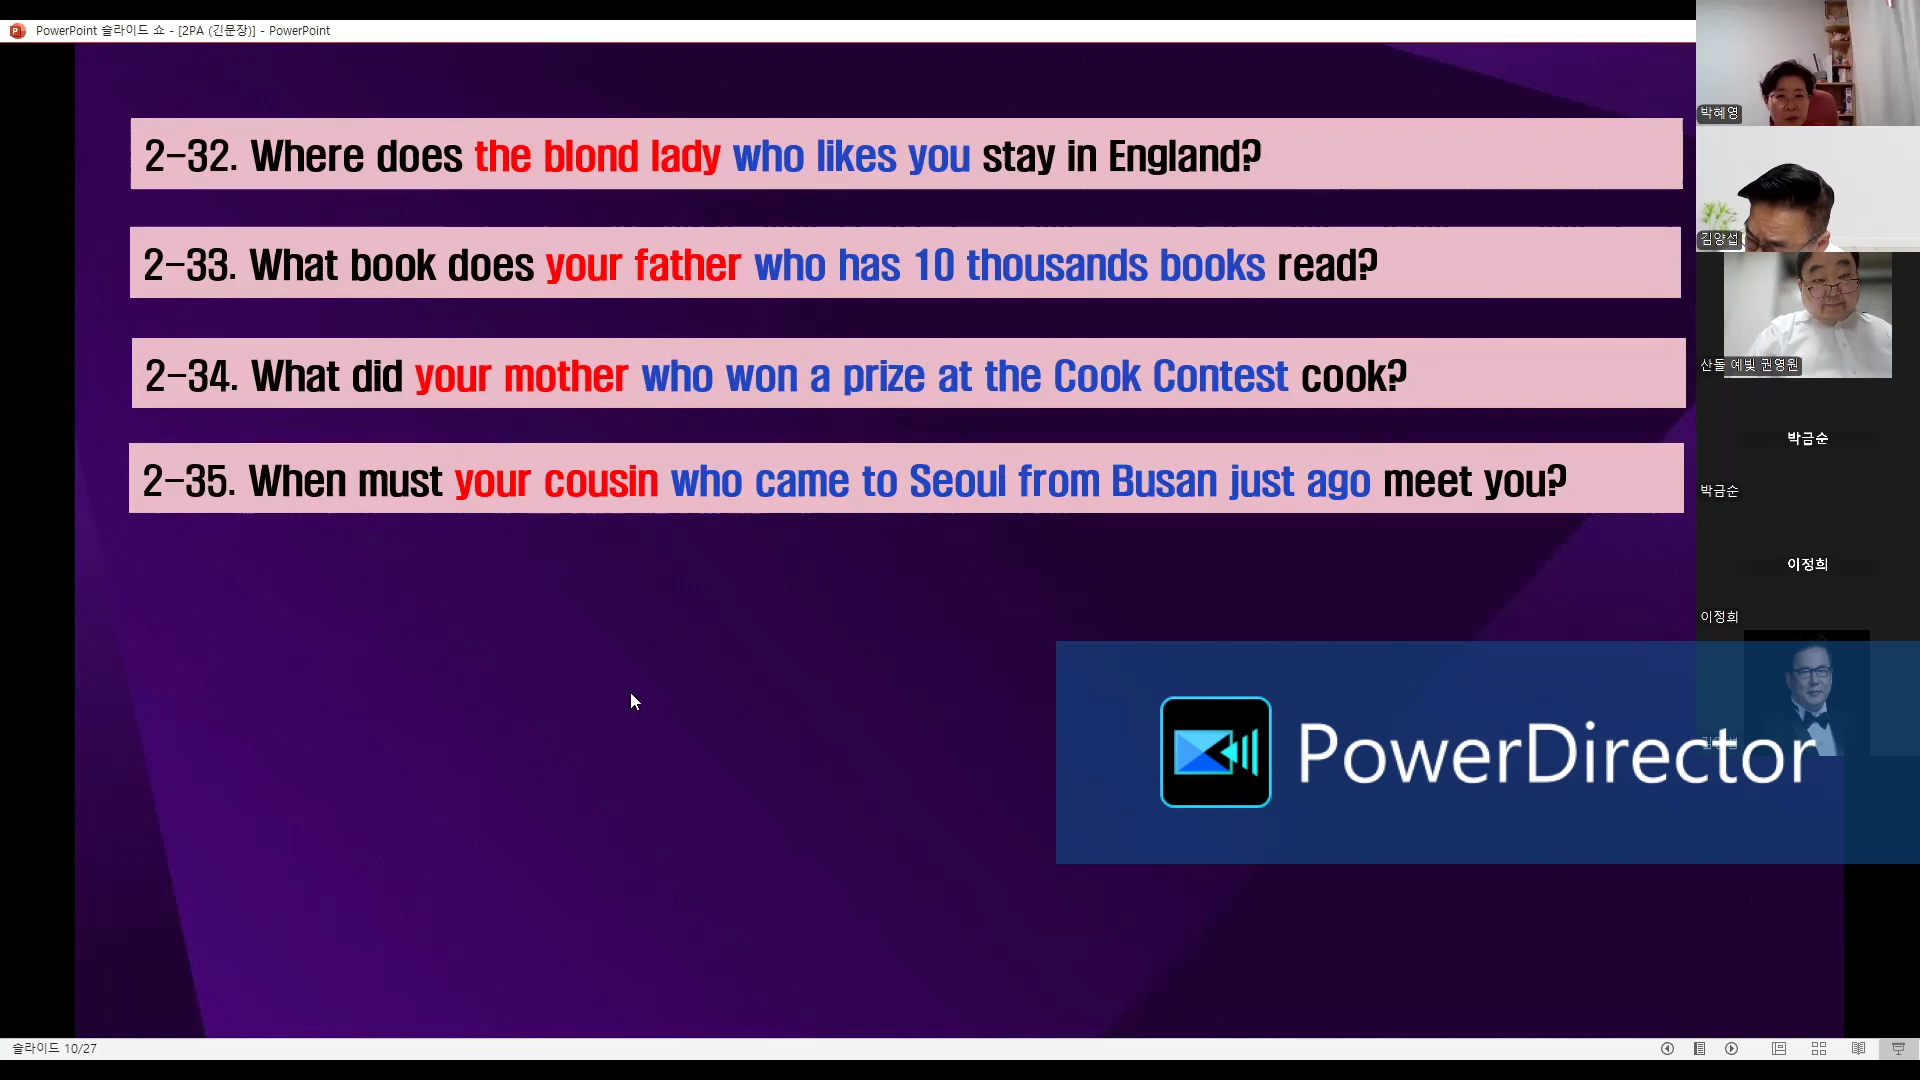 PowerPoint 슬라이드 쇼 - [2PA (긴문장)] - PowerPoint
2-32. Where does the blond lady who likes you stay in England?
2-33. What book does your father who has 10 thousands books read?
2-34. What did your mother who won a prize at the Cook Contest cook?
2-35. When must your cousin who came to Seoul from Busan just ago meet you?
박혜영
김양섭
산돌 예빛 권영원
박금순
박금순
이정희
이정희
PowerDirector
슬라이드 10/27